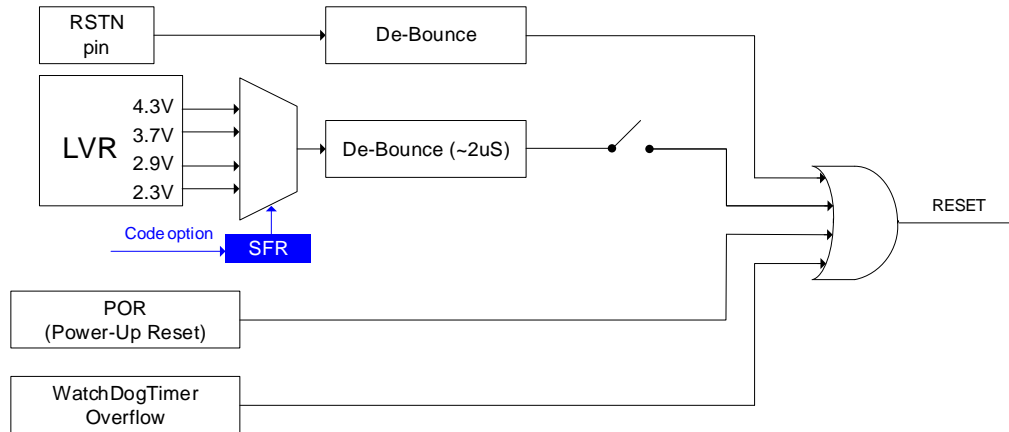 RSTN
pin
De-Bounce
LVR
4.3V
3.7V
2.9V
2.3V
De-Bounce (~2uS)
Code option
SFR
RESET
POR
(Power-Up Reset)
WatchDogTimer
Overflow